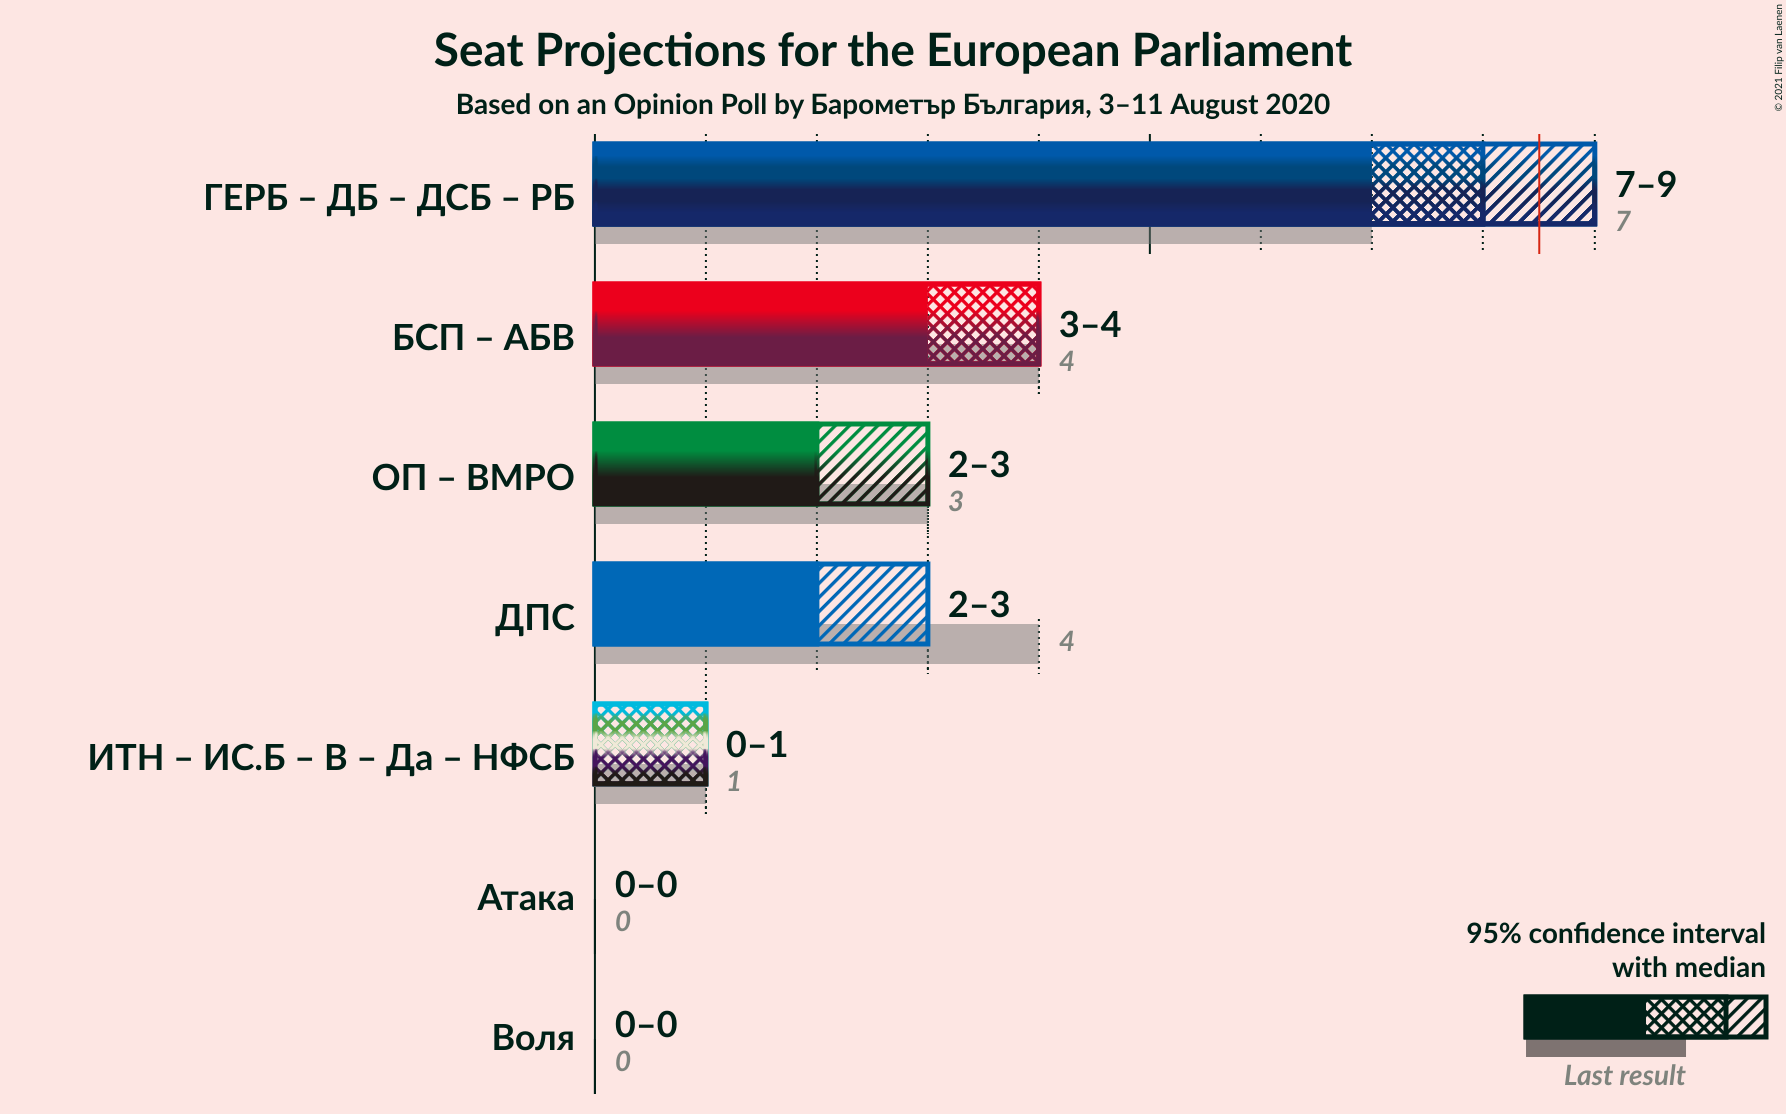 Seat Projections for the European Parliament
Based on an Opinion Poll by Барометър България, 3–11 August 2020
© 2021 Filip van Laenen
ГЕРБ – ДБ – ДСБ – РБ
7–9
7
БСП – АБВ
3–4
4
ОП – ВМРО
2–3
3
ДПС
2–3
4
ИТН – ИС.Б – В – Да – НФСБ
0–1
1
Атака
0–0
0
Воля
0–0
0
95% confidence interval
with median
Last result